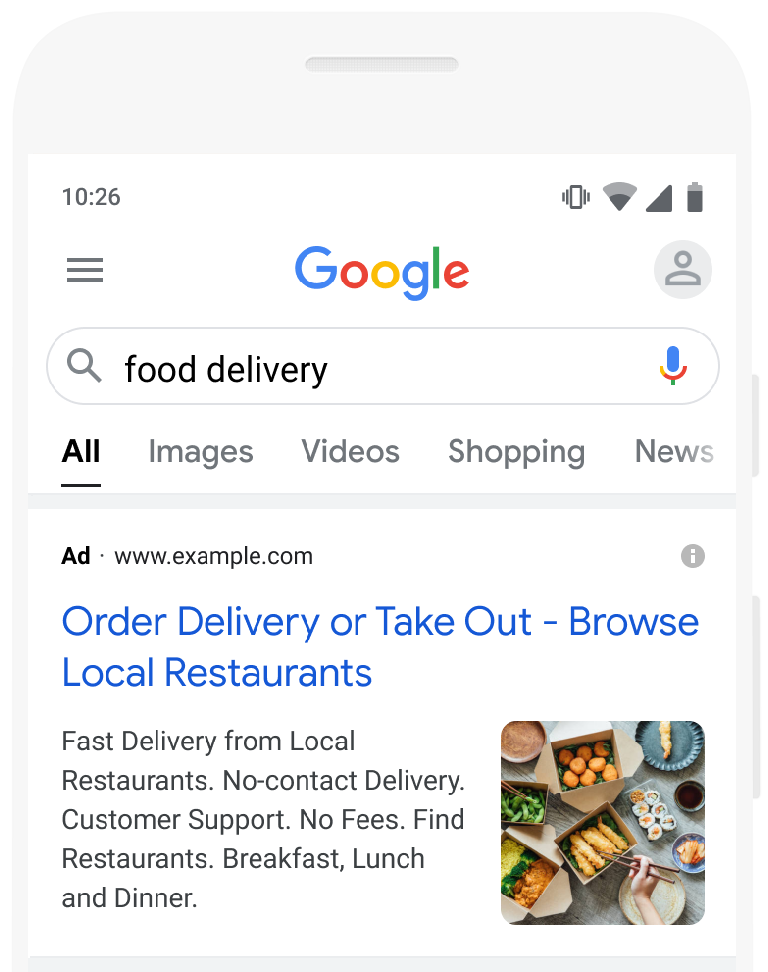 10:26
Google
food delivery
All Images Videos Shopping News
Ad · www.example.com
Order Delivery or Take Out - Browse
Local Restaurants
Fast Delivery from Local
Restaurants. No-contact Delivery.
Customer Support. No Fees. Find
Restaurants. Breakfast, Lunch
and Dinner.